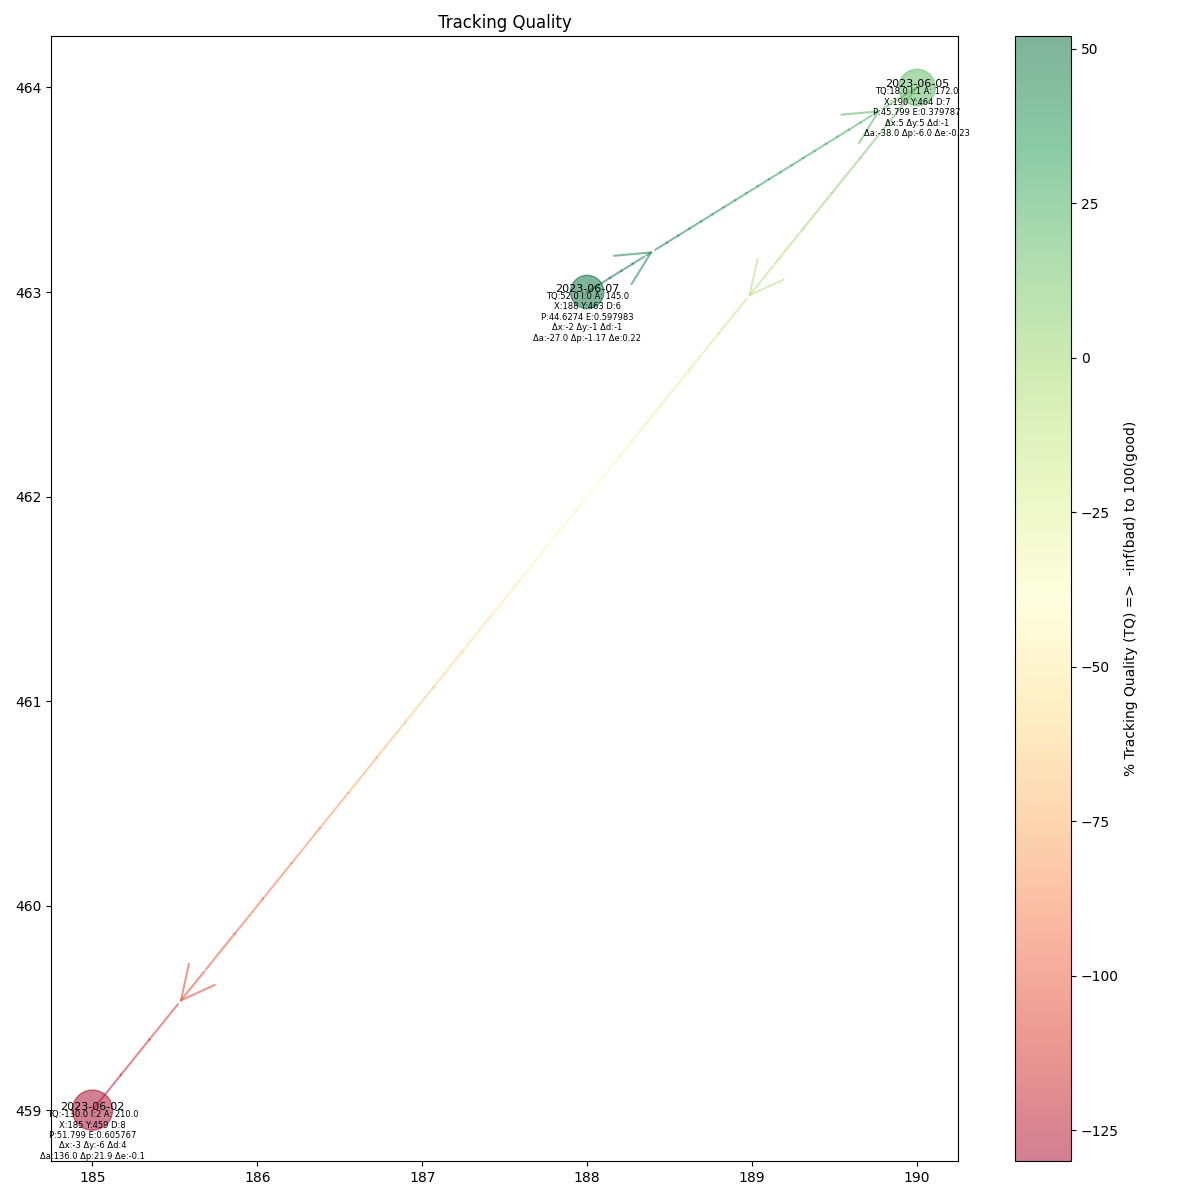 Tracking Quality
464
463
462
461
460
459
185
186
187
188
189
190
2023-06-05
TQ:18.0 I:1 A: 172.0
X:190 Y:464 D:7
P:45.799 E:0.379787
Δx:5 Δy:5 Δd:-1
Δa:-38.0 Δp:-6.0 Δe:-0.23
2023-06-07
TQ:52.0 I:0 A: 145.0
X:188 Y:463 D:6
P:44.6274 E:0.597983
Δx:-2 Δy:-1 Δd:-1
Δa:-27.0 Δp:-1.17 Δe:0.22
2023-06-02
TQ:-130.0 I:2 A: 210.0
X:185 Y:459 D:8
P:51.799 E:0.605767
Δx:-3 Δy:-6 Δd:4
Δa:136.0 Δp:21.9 Δe:-0.1
50
25
0
−25
−50
−75
−100
−125
% Tracking Quality (TQ) =>  -inf(bad) to 100(good)